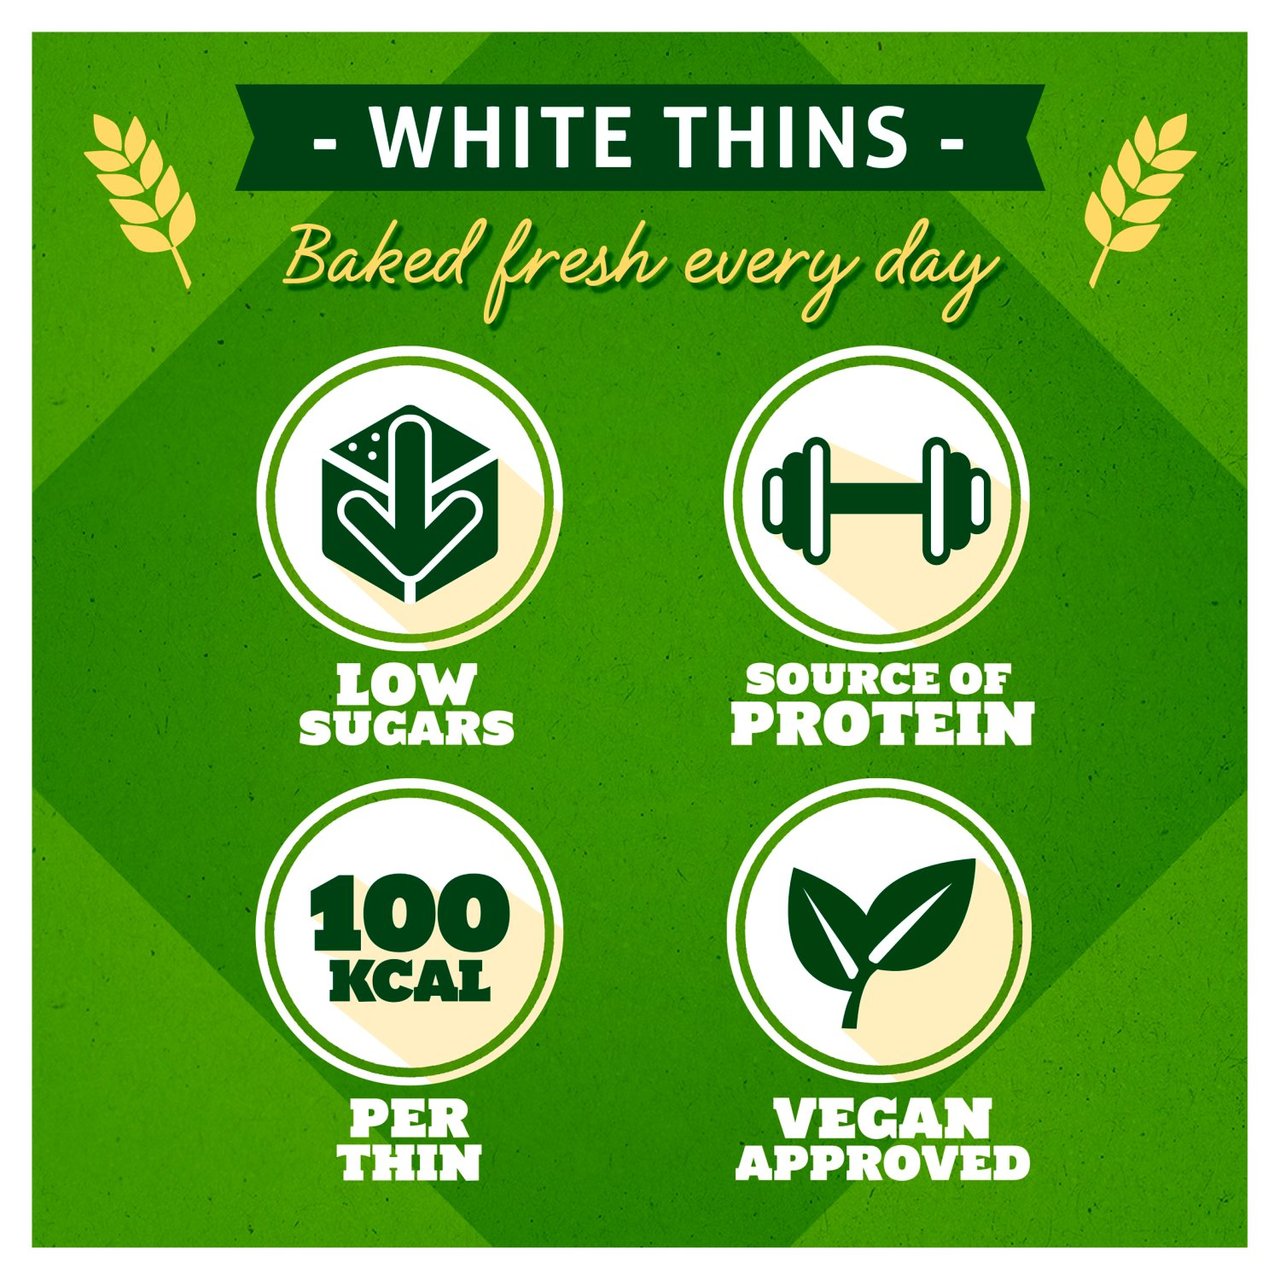 - WHITE THINS -
Baked fresh every day
LOW
SUGARS
SOURCE OF
PROTEIN
100
KCAL
PER
THIN
VEGAN
APPROVED